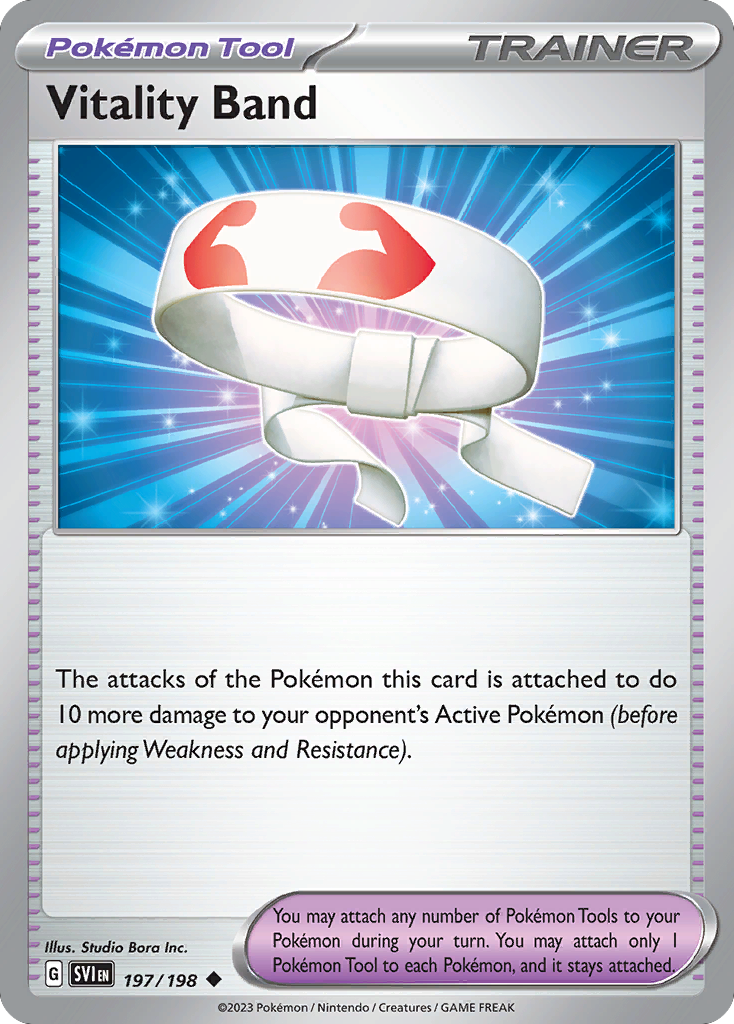 Pokémon Tool
TRAINER
Vitality Band
The attacks of the Pokémon this card is attached to do
10 more damage to your opponent's Active Pokémon (before
applying Weakness and Resistance).
You may attach any number of Pokémon Tools to your
Pokémon during your turn. You may attach only 1
Pokémon Tool to each Pokémon, and it stays attached.
Illus. Studio Bora Inc.
G SVI EN 197/198 ◆
©2023 Pokémon / Nintendo / Creatures / GAME FREAK